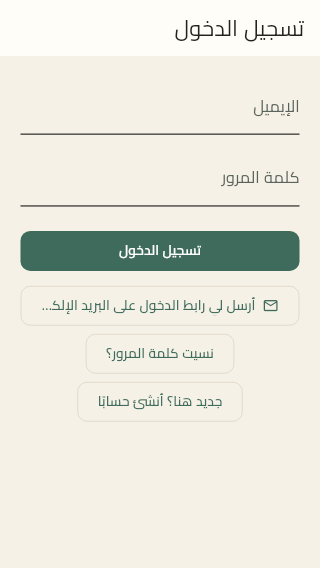 تسجيل الدخول
الإيميل
كلمة المرور
تسجيل الدخول
أرسل لي رابط الدخول على البريد الإلكـ...
نسيت كلمة المرور؟
جديد هنا؟ أنشئ حسابًا